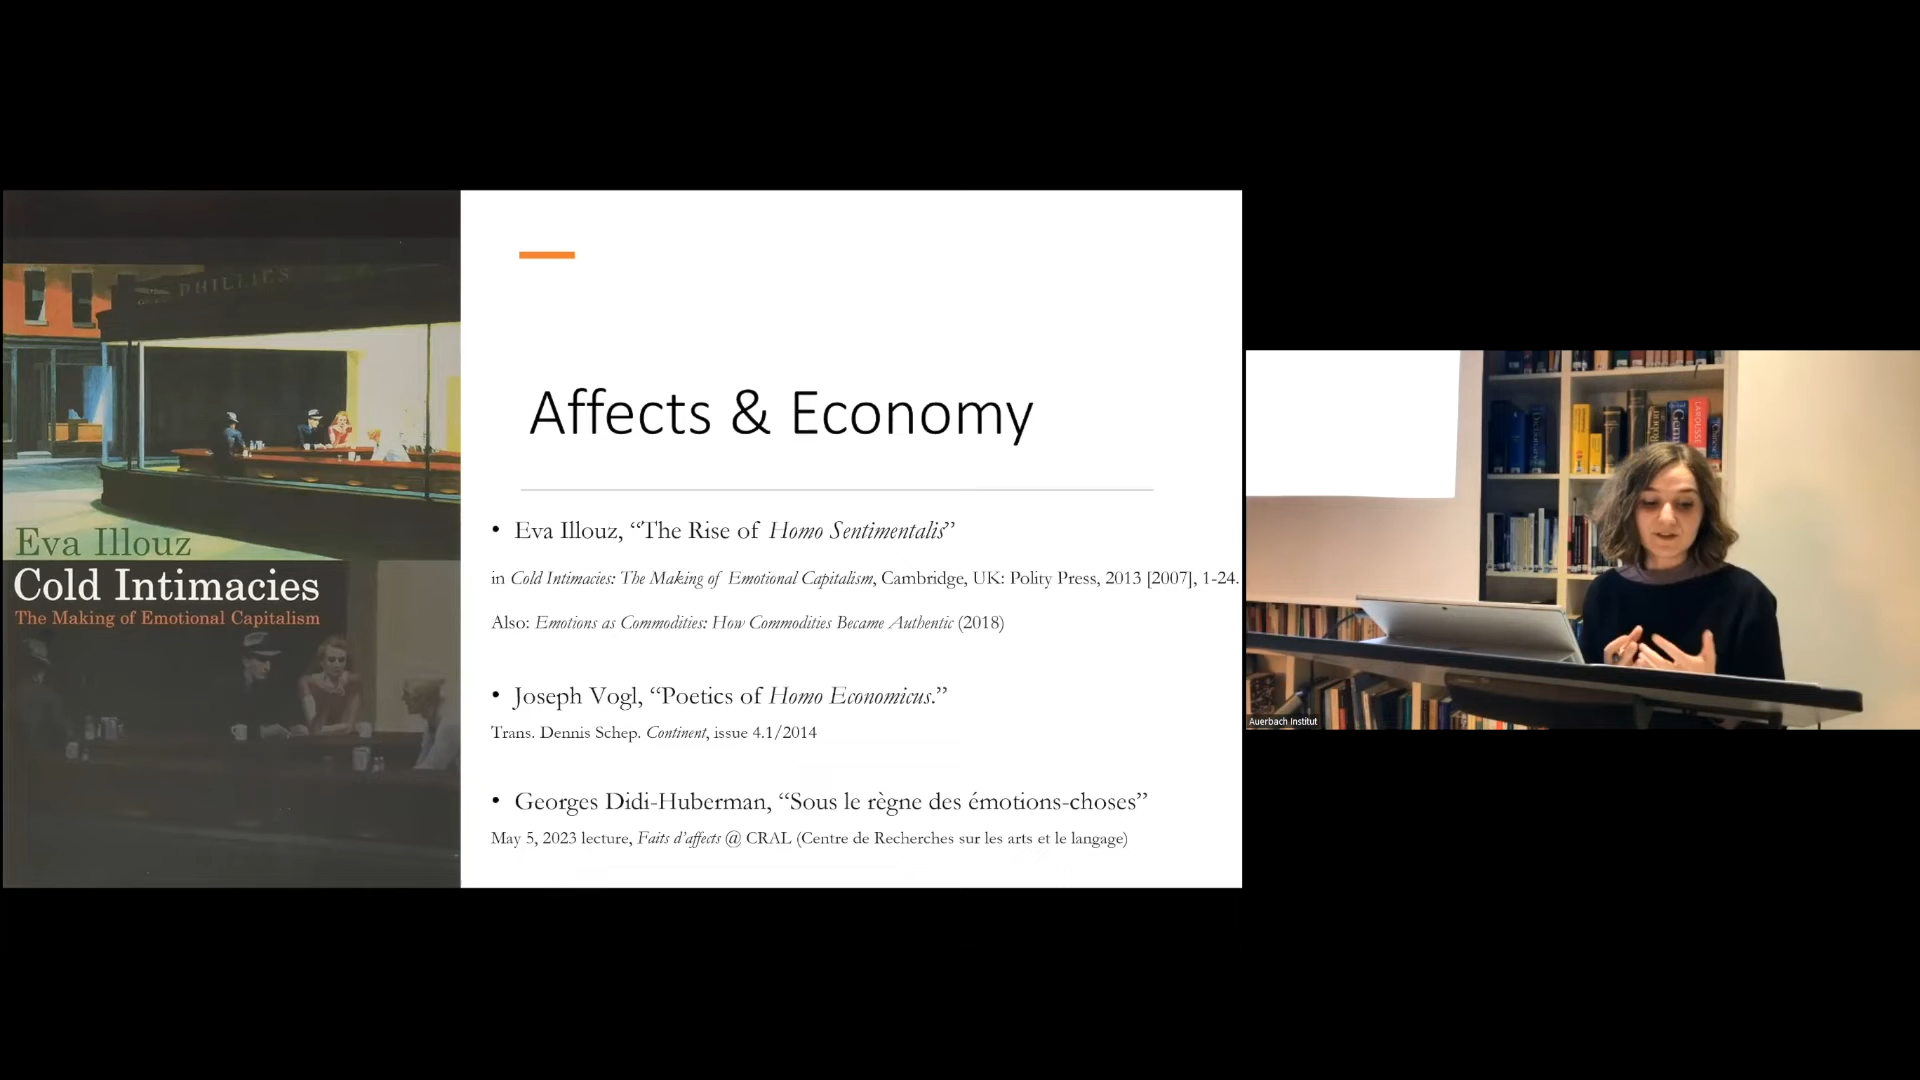 PHILLIES
Eva Illouz
Cold Intimacies
The Making of Emotional Capitalism
Affects & Economy
• Eva Illouz, “The Rise of Homo Sentimentalis”
in Cold Intimacies: The Making of Emotional Capitalism, Cambridge, UK: Polity Press, 2013 [2007], 1-24.
Also: Emotions as Commodities: How Commodities Became Authentic (2018)
• Joseph Vogl, “Poetics of Homo Economicus.”
Trans. Dennis Schep. Continent, issue 4.1/2014
• Georges Didi-Huberman, “Sous le règne des émotions-choses”
May 5, 2023 lecture, Faits d’affects @ CRAL (Centre de Recherches sur les arts et le langage)
LAROUSSE
Auerbach Institut